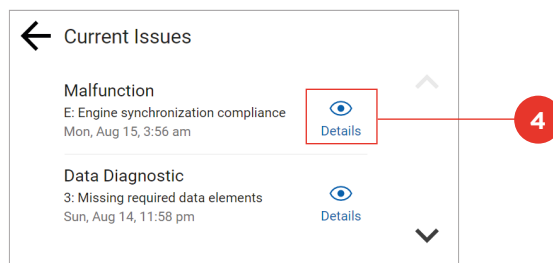 Current Issues
Malfunction
E: Engine synchronization compliance
Mon, Aug 15, 3:56 am
Details
4
Data Diagnostic
3: Missing required data elements
Sun, Aug 14, 11:58 pm
Details